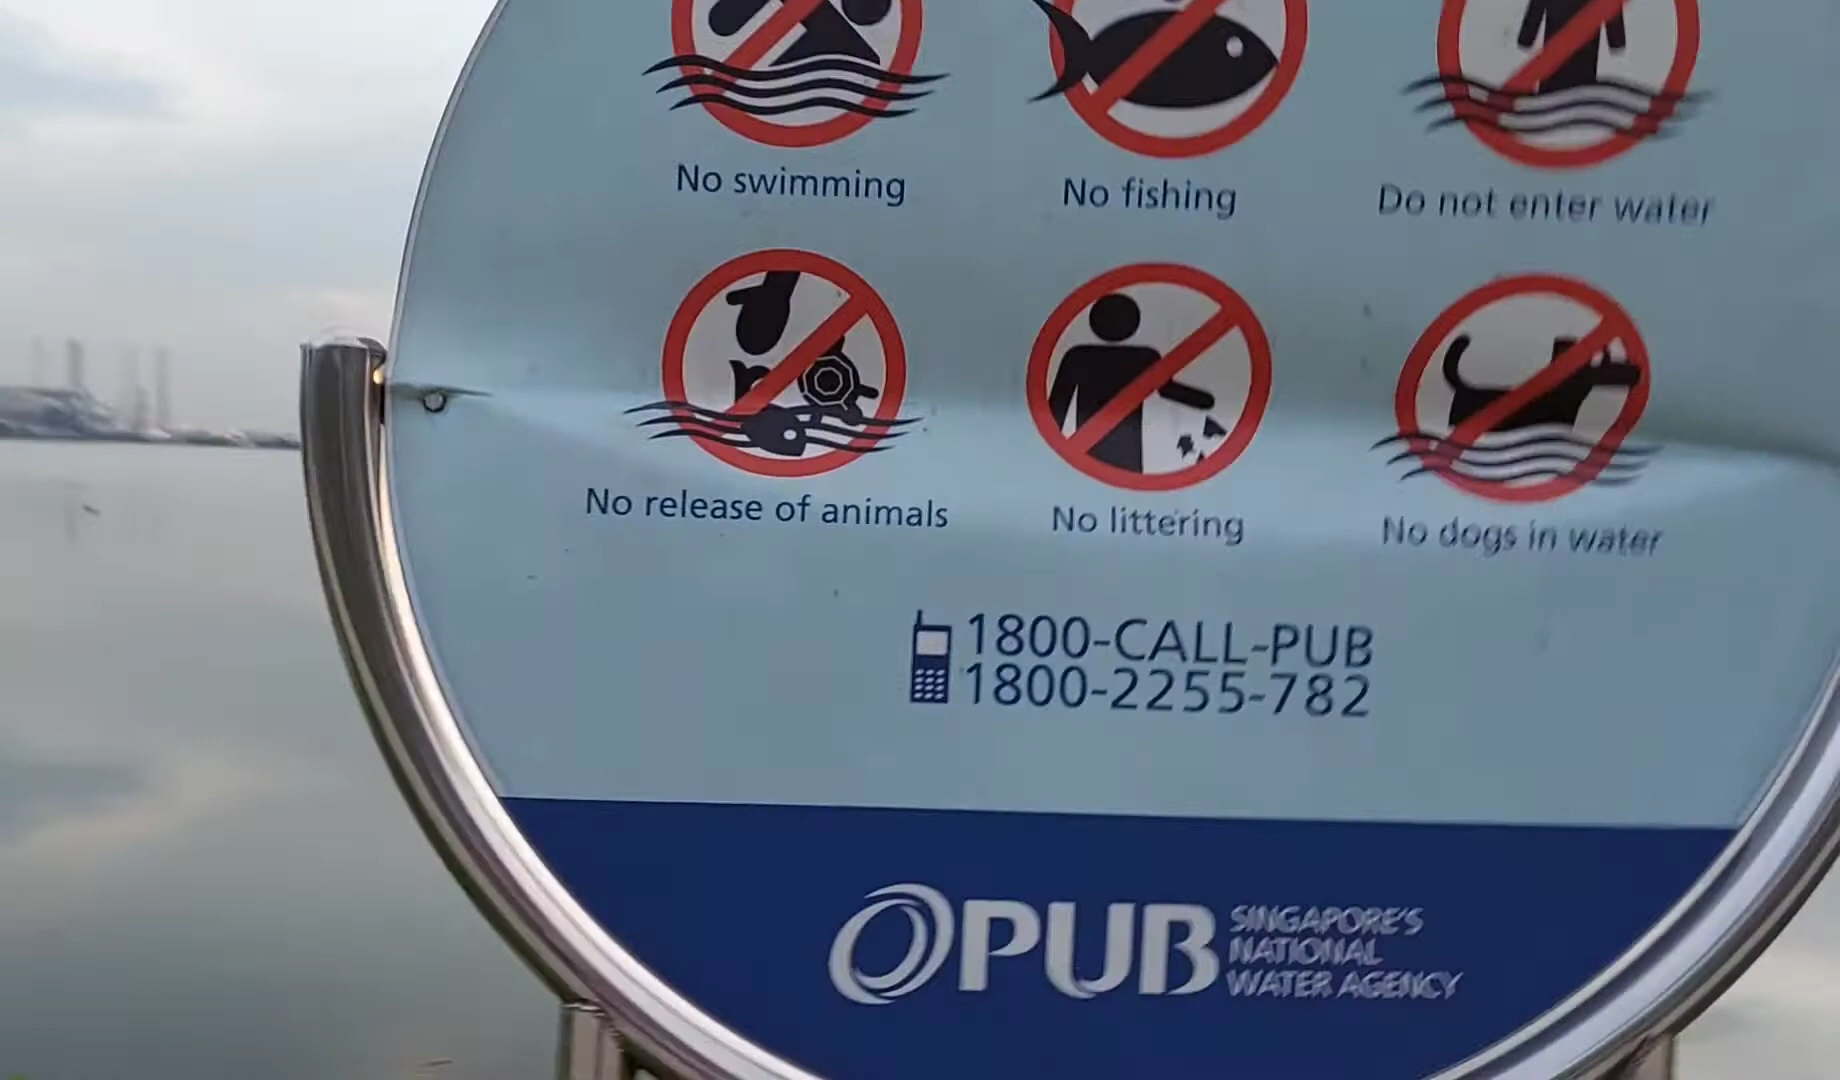 No swimming
No fishing
Do not enter water
No release of animals
No littering
No dogs in water
1800-CALL-PUB
1800-2255-782
PUB
SINGAPORE'S
NATIONAL
WATER AGENCY